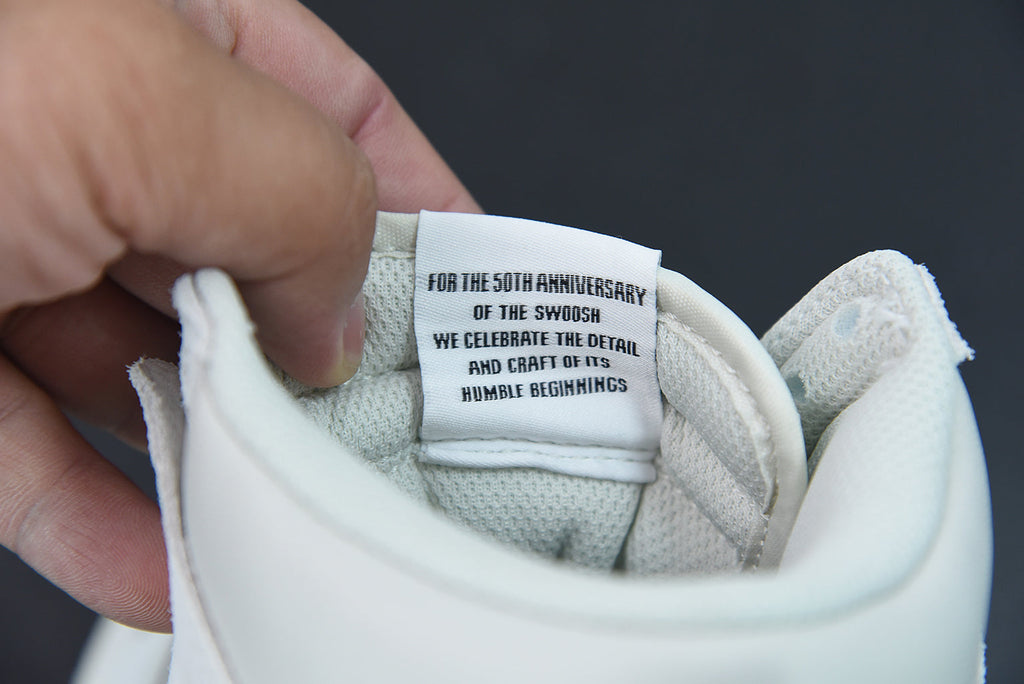 FOR THE 50TH ANNIVERSARY
OF THE SWOOSH
WE CELEBRATE THE DETAIL
AND CRAFT OF ITS
HUMBLE BEGINNINGS